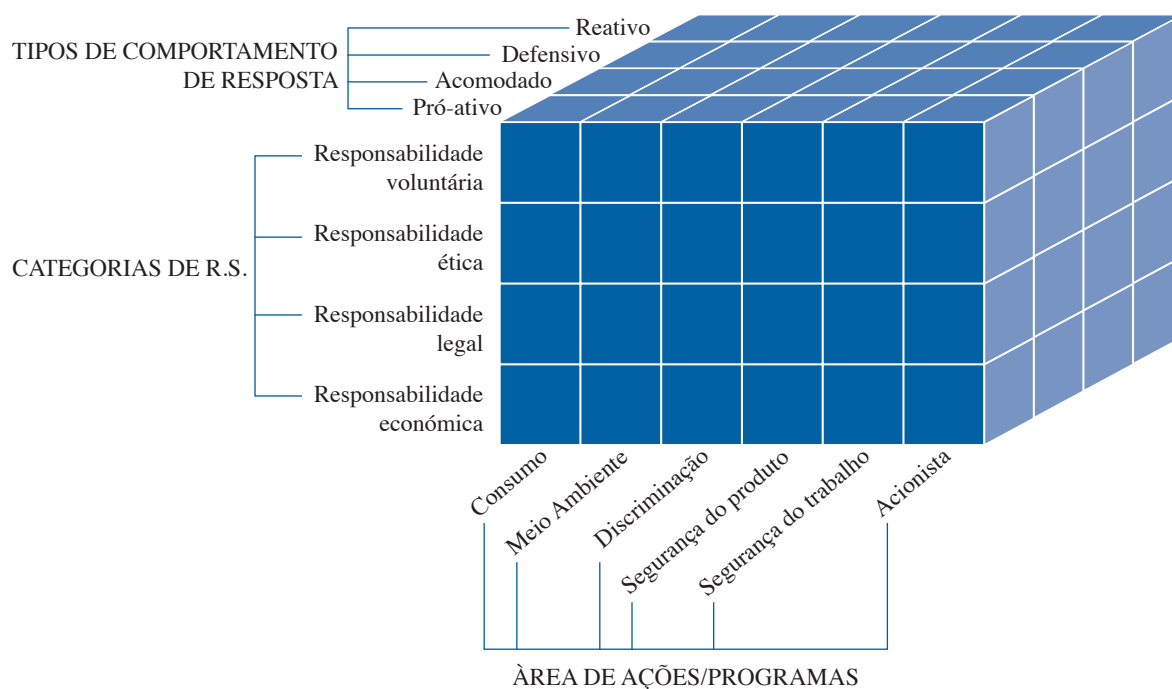 Reativo
TIPOS DE COMPORTAMENTO
DE RESPOSTA
Defensivo
Acomodado
Pró-ativo
Responsabilidade
voluntária
Responsabilidade
ética
CATEGORIAS DE R.S.
Responsabilidade
legal
Responsabilidade
económica
Consumo
Meio Ambiente
Discriminação
Segurança do produto
Segurança do trabalho
Acionista
ÀREA DE AÇÕES/PROGRAMAS